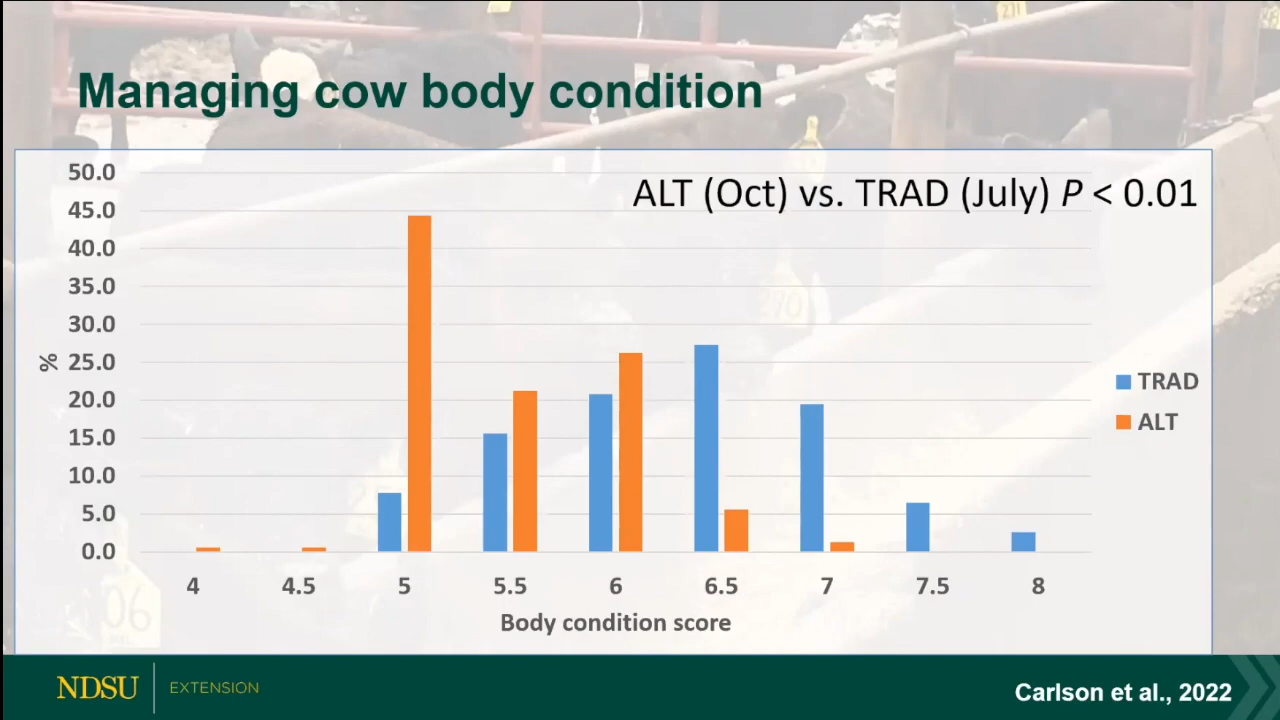 Managing cow body condition
ALT (Oct) vs. TRAD (July) P < 0.01
50.0
45.0
40.0
35.0
30.0
25.0
20.0
15.0
10.0
5.0
0.0
%
4 4.5 5 5.5 6 6.5 7 7.5 8
Body condition score
TRAD
ALT
06
NDSU EXTENSION
Carlson et al., 2022